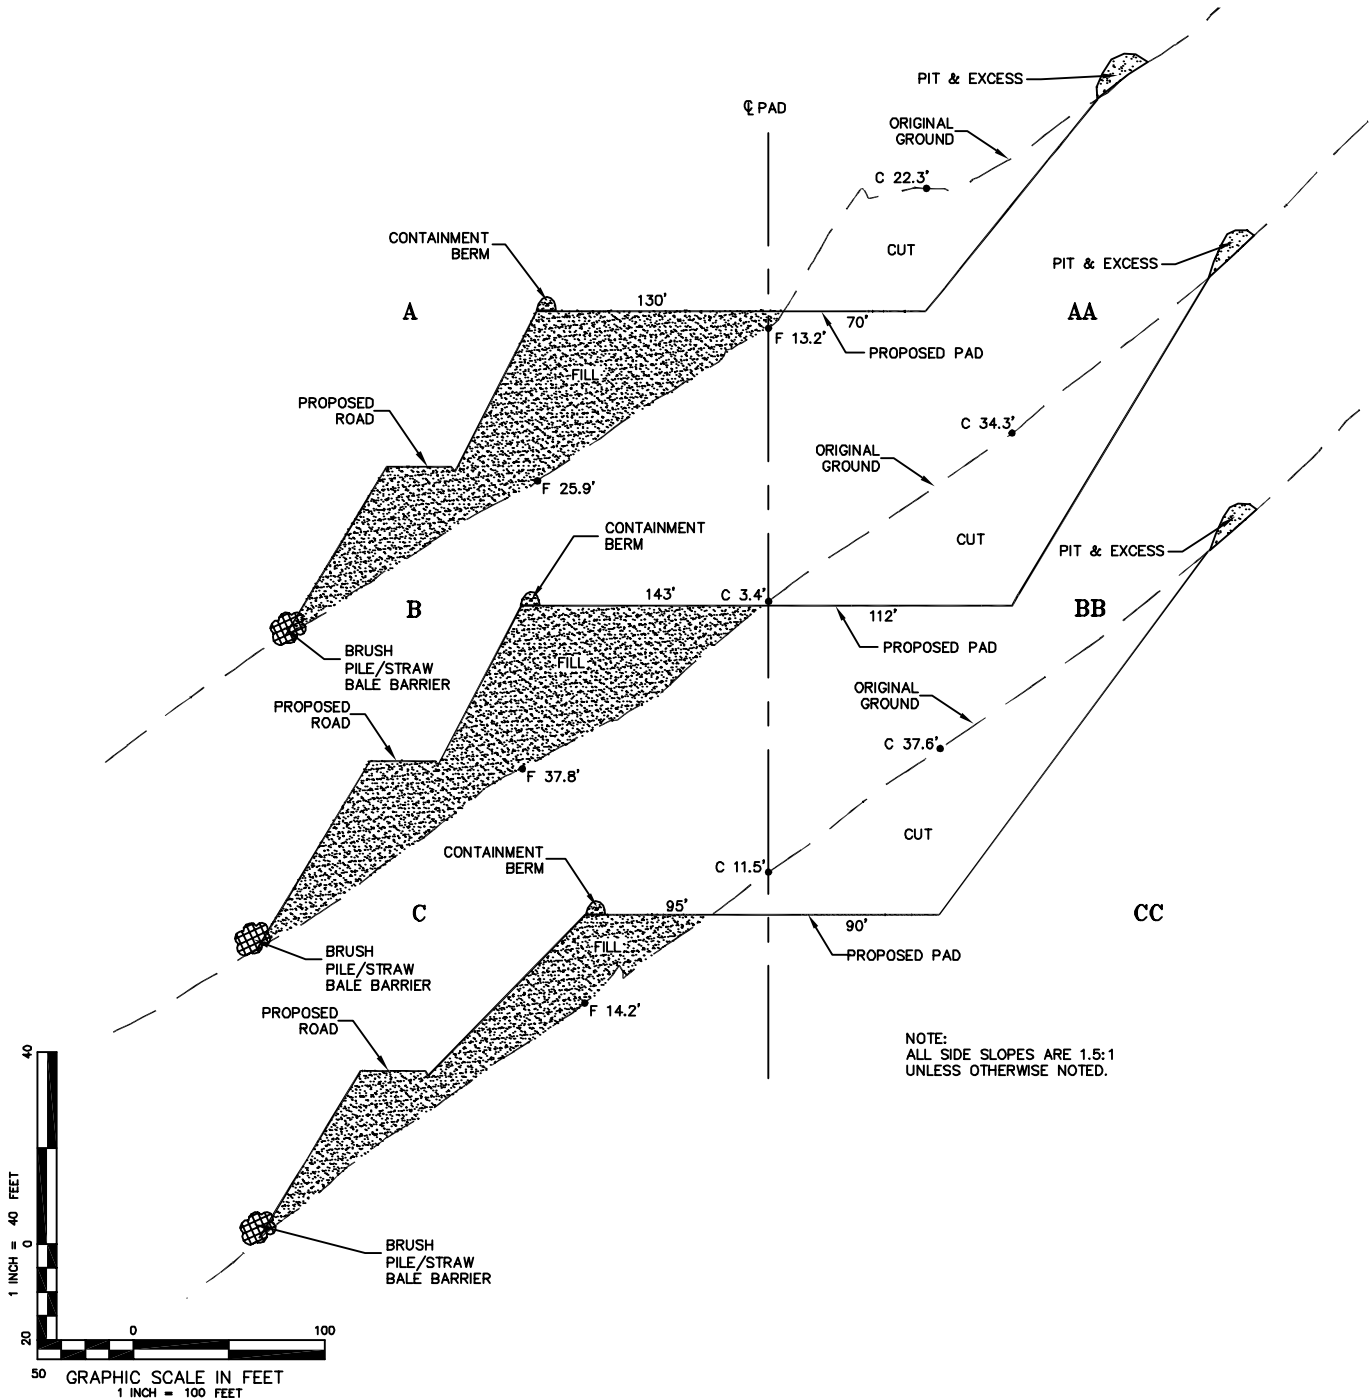 PIT & EXCESS
℄ PAD
ORIGINAL
GROUND
C 22.3'
CONTAINMENT
BERM
CUT
PIT & EXCESS
A
130'
70'
AA
F 13.2'
PROPOSED PAD
FILL
PROPOSED
ROAD
C 34.3'
ORIGINAL
GROUND
F 25.9'
CONTAINMENT
BERM
CUT
PIT & EXCESS
B
143'
C 3.4'
112'
BB
BRUSH
PILE/STRAW
BALE BARRIER
PROPOSED PAD
FILL
ORIGINAL
GROUND
PROPOSED
ROAD
C 37.6'
F 37.8'
CUT
CONTAINMENT
BERM
C 11.5'
C
95'
90'
CC
FILL
PROPOSED PAD
BRUSH
PILE/STRAW
BALE BARRIER
F 14.2'
PROPOSED
ROAD
NOTE:
ALL SIDE SLOPES ARE 1.5:1
UNLESS OTHERWISE NOTED.
40
1 INCH = 40 FEET
0
20
BRUSH
PILE/STRAW
BALE BARRIER
0
100
50
GRAPHIC SCALE IN FEET
1 INCH = 100 FEET